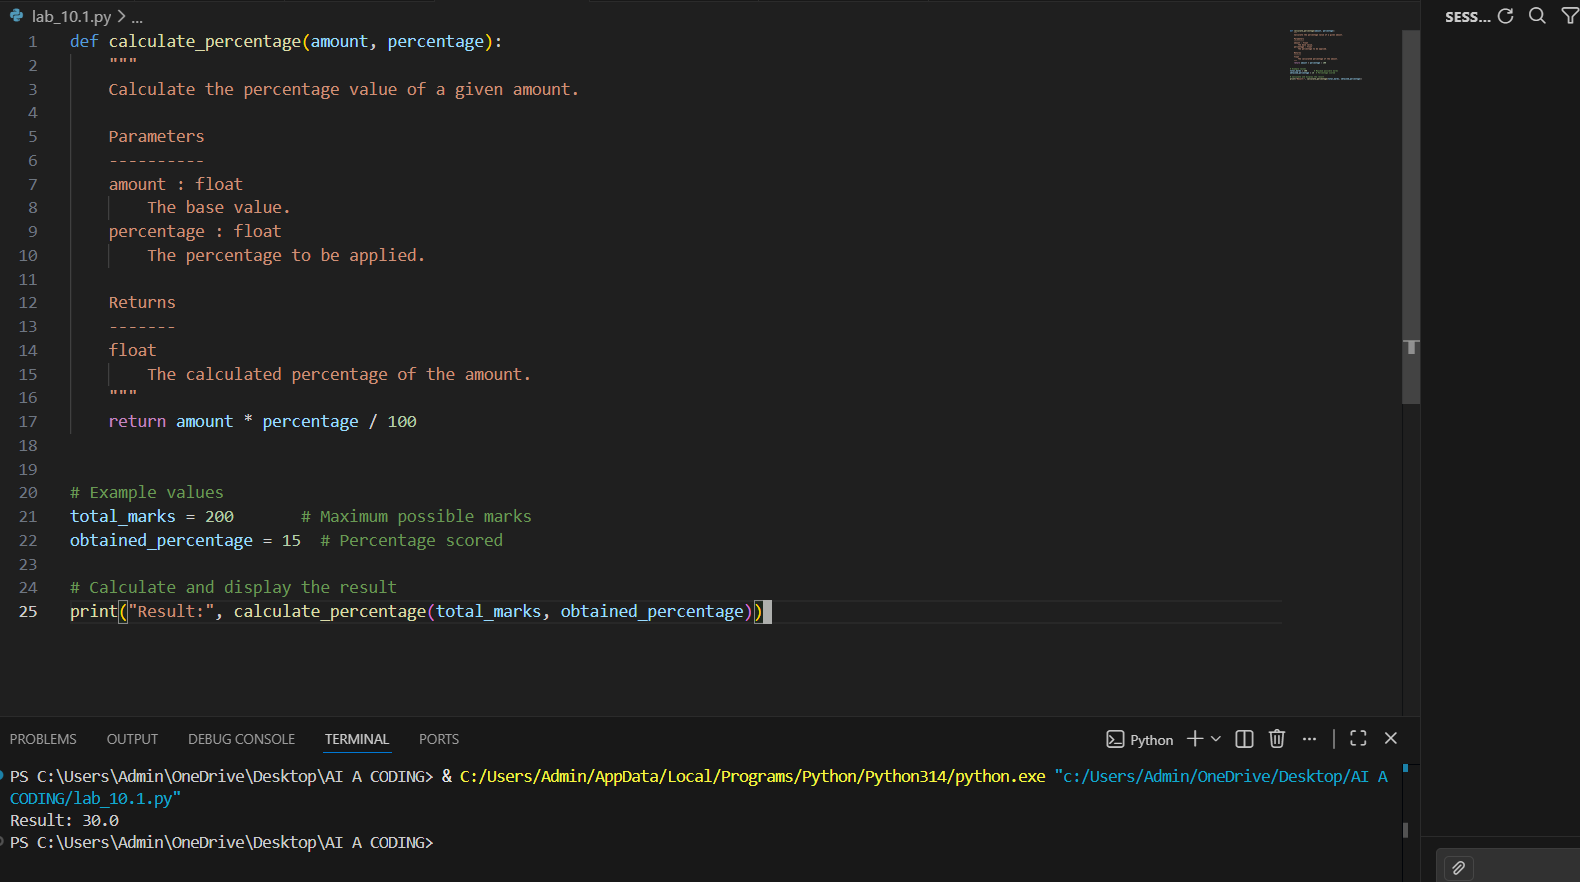 lab_10.1.py > ...
SESS...
1 def calculate_percentage(amount, percentage):
2     """
3     Calculate the percentage value of a given amount.
4
5     Parameters
6     ----------
7     amount : float
8         The base value.
9     percentage : float
10         The percentage to be applied.
11
12     Returns
13     -------
14     float
15         The calculated percentage of the amount.
16     """
17     return amount * percentage / 100
18
19
20 # Example values
21 total_marks = 200       # Maximum possible marks
22 obtained_percentage = 15  # Percentage scored
23
24 # Calculate and display the result
25 print("Result:", calculate_percentage(total_marks, obtained_percentage))
PROBLEMS OUTPUT DEBUG CONSOLE TERMINAL PORTS Python
PS C:\Users\Admin\OneDrive\Desktop\AI A CODING> & C:/Users/Admin/AppData/Local/Programs/Python/Python314/python.exe "c:/Users/Admin/OneDrive/Desktop/AI A
CODING/lab_10.1.py"
Result: 30.0
PS C:\Users\Admin\OneDrive\Desktop\AI A CODING>